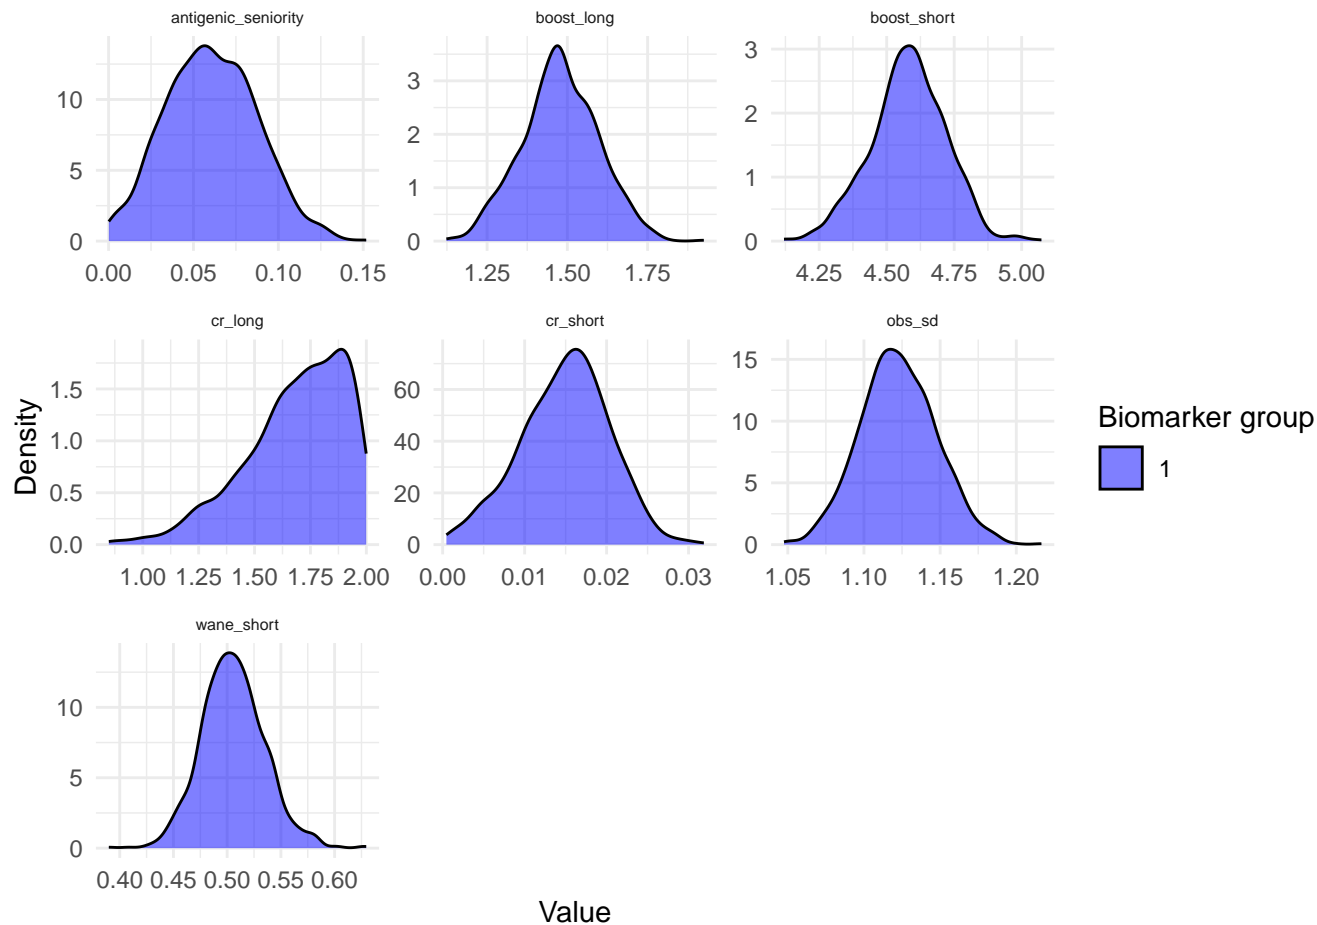 antigenic_seniority
boost_long
boost_short
10
5
0
0.00 0.05 0.10 0.15
3
2
1
0
1.25 1.50 1.75
3
2
1
0
4.25 4.50 4.75 5.00
cr_long
cr_short
obs_sd
1.5
1.0
0.5
0.0
1.00 1.25 1.50 1.75 2.00
60
40
20
0
0.00 0.01 0.02 0.03
15
10
5
0
1.05 1.10 1.15 1.20
wane_short
10
5
0
0.40 0.45 0.50 0.55 0.60
Density
Value
Biomarker group
1